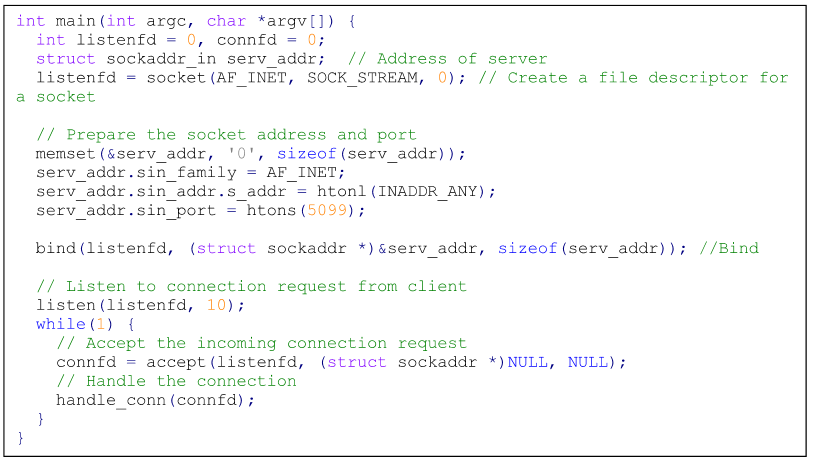 int main(int argc, char *argv[]) {
  int listenfd = 0, connfd = 0;
  struct sockaddr_in serv_addr;  // Address of server
  listenfd = socket(AF_INET, SOCK_STREAM, 0); // Create a file descriptor for
a socket

  // Prepare the socket address and port
  memset(&serv_addr, '0', sizeof(serv_addr));
  serv_addr.sin_family = AF_INET;
  serv_addr.sin_addr.s_addr = htonl(INADDR_ANY);
  serv_addr.sin_port = htons(5099);

  bind(listenfd, (struct sockaddr *)&serv_addr, sizeof(serv_addr)); //Bind

  // Listen to connection request from client
  listen(listenfd, 10);
  while(1) {
    // Accept the incoming connection request
    connfd = accept(listenfd, (struct sockaddr *)NULL, NULL);
    // Handle the connection
    handle_conn(connfd);
  }
}